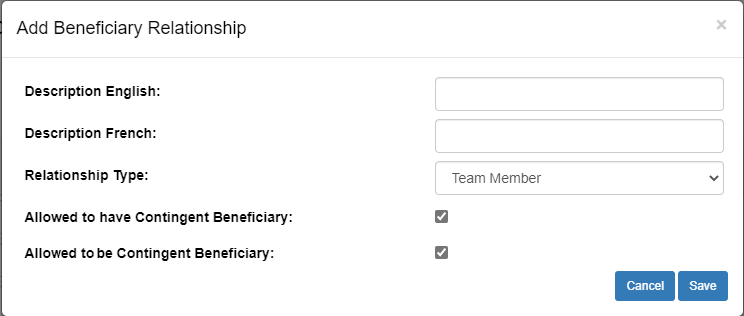 Add Beneficiary Relationship ×
Description English:
Description French:
Relationship Type: Team Member
Allowed to have Contingent Beneficiary:
Allowed to be Contingent Beneficiary:
Cancel Save